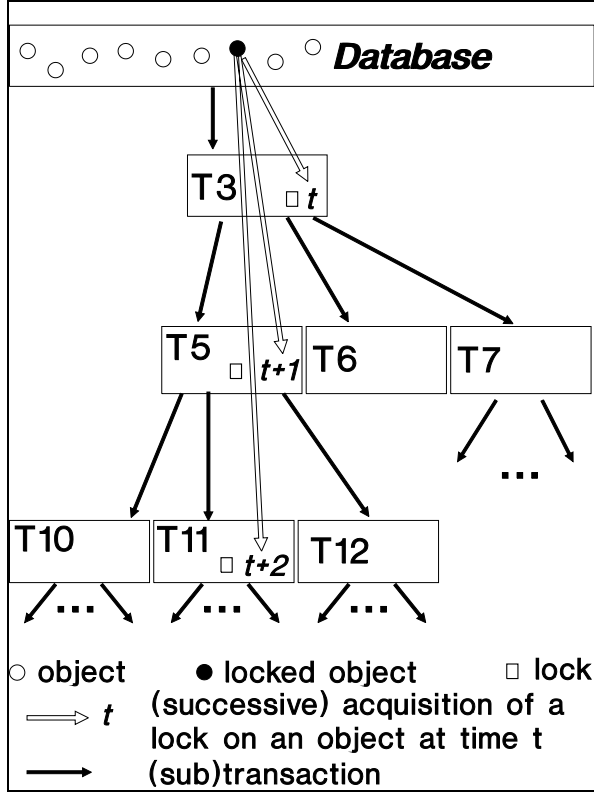 Database
T3
t
T5
t+1
T6
T7
...
T10
T11
t+2
T12
...
...
...
object
locked object
lock
t
(successive) acquisition of a
lock on an object at time t
(sub)transaction